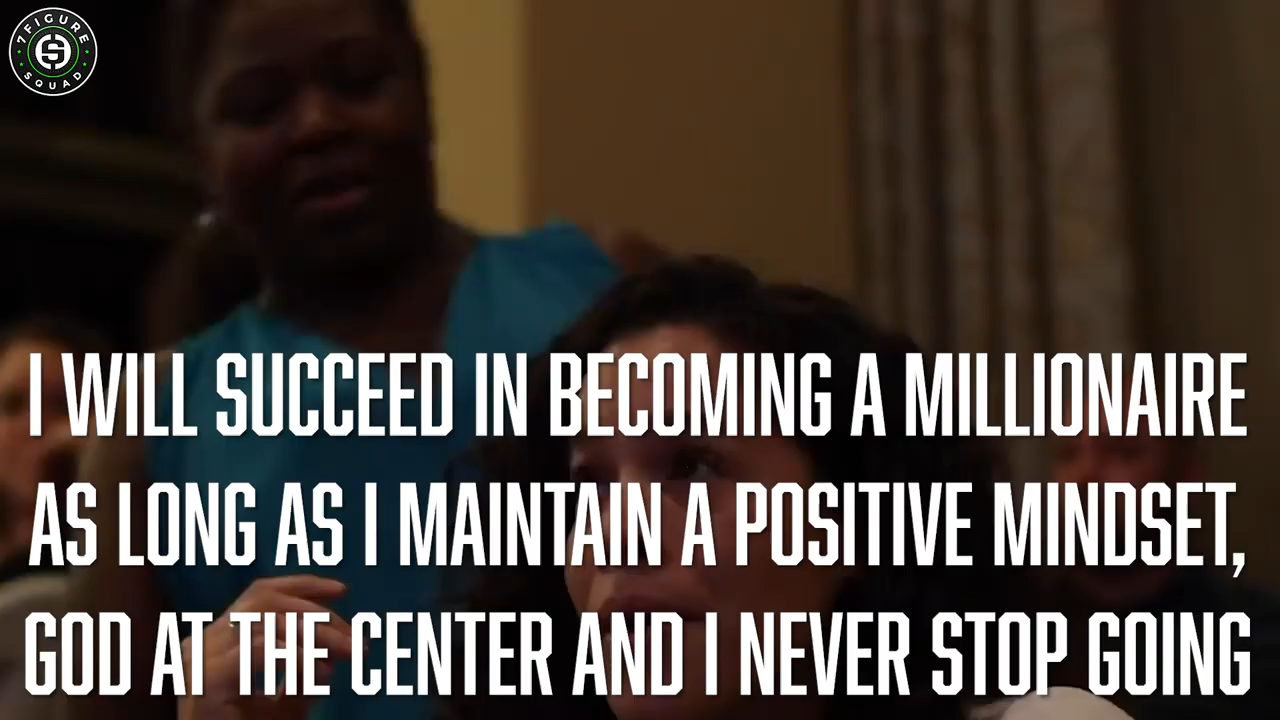 7FIGURE
SQUAD
I WILL SUCCEED IN BECOMING A MILLIONAIRE
AS LONG AS I MAINTAIN A POSITIVE MINDSET,
GOD AT THE CENTER AND I NEVER STOP GOING